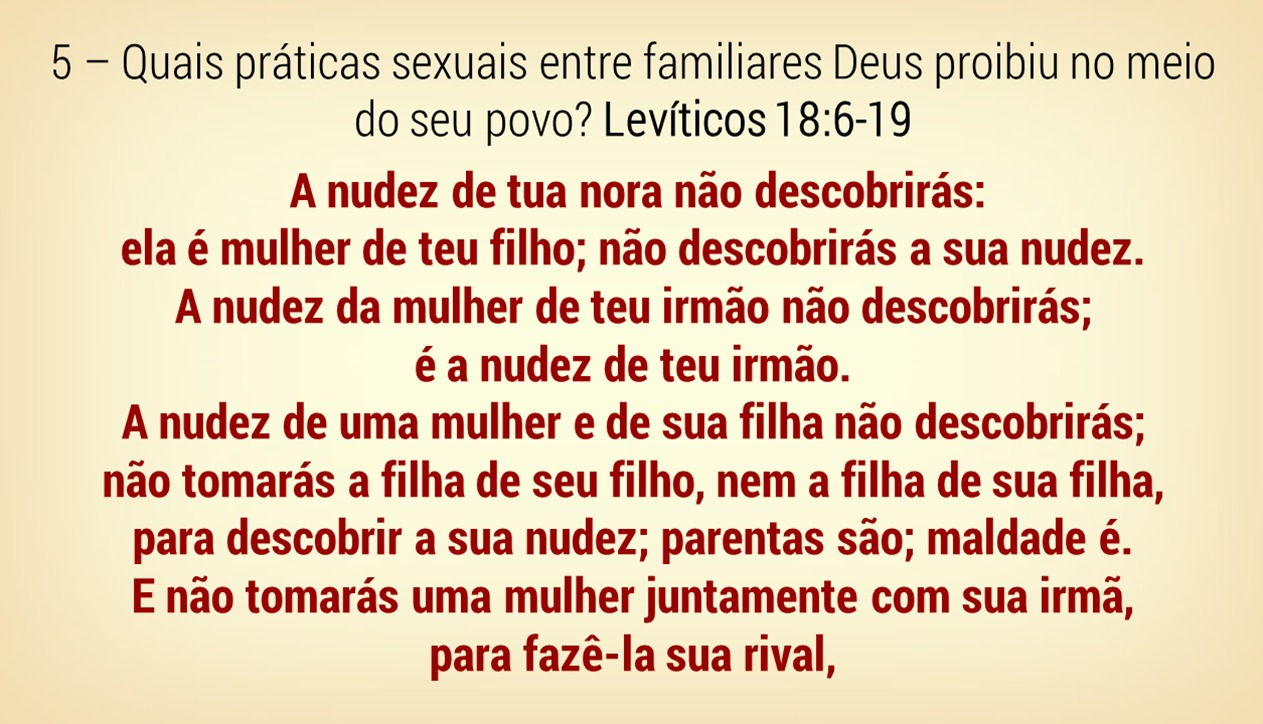 5 – Quais práticas sexuais entre familiares Deus proibiu no meio
do seu povo? Levíticos 18:6-19
A nudez de tua nora não descobrirás:
ela é mulher de teu filho; não descobrirás a sua nudez.
A nudez da mulher de teu irmão não descobrirás;
é a nudez de teu irmão.
A nudez de uma mulher e de sua filha não descobrirás;
não tomarás a filha de seu filho, nem a filha de sua filha,
para descobrir a sua nudez; parentas são; maldade é.
E não tomarás uma mulher juntamente com sua irmã,
para fazê-la sua rival,